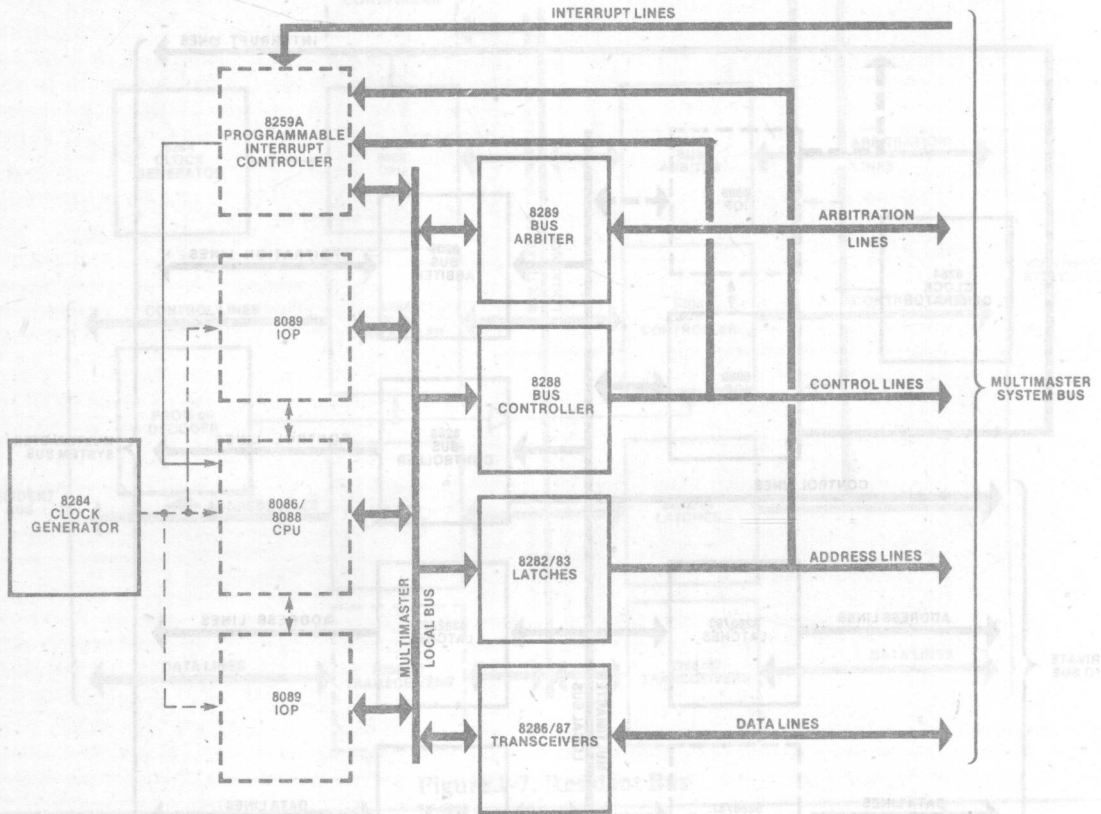 INTERRUPT LINES
8259A
PROGRAMMABLE
INTERRUPT
CONTROLLER
8289
BUS
ARBITER
ARBITRATION
LINES
8089
IOP
8288
BUS
CONTROLLER
CONTROL LINES
MULTIMASTER
SYSTEM BUS
8284
CLOCK
GENERATOR
8086/
8088
CPU
8282/83
LATCHES
ADDRESS LINES
MULTIMASTER
LOCAL BUS
8089
IOP
8286/87
TRANSCEIVERS
DATA LINES